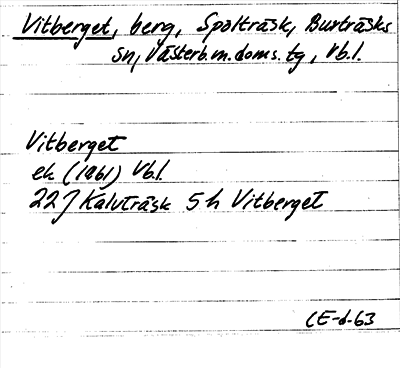 Vitberget, berg, Spolträsk, Burträsks
sn, Västerb.m.doms.tg, Vb.l.
Vitberget
ek (1961) Vb.l.
22 J Kalvträsk 5 h Vitberget
CE-d-63